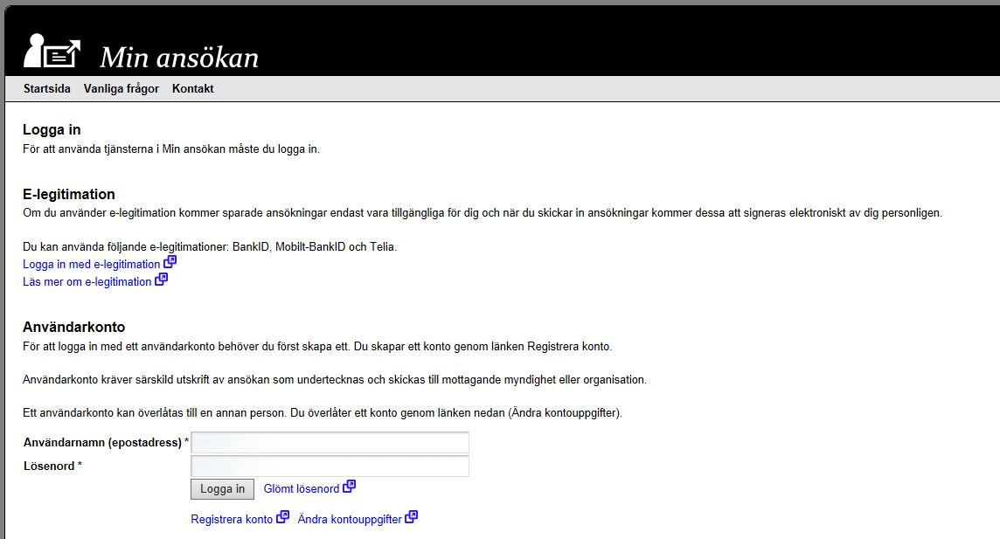 Min ansökan
Startsida Vanliga frågor Kontakt
Logga in
För att använda tjänsterna i Min ansökan måste du logga in.
E-legitimation
Om du använder e-legitimation kommer sparade ansökningar endast vara tillgängliga för dig och när du skickar in ansökningar kommer dessa att signeras elektroniskt av dig personligen.
Du kan använda följande e-legitimationer: BankID, Mobilt-BankID och Telia.
Logga in med e-legitimation
Läs mer om e-legitimation
Användarkonto
För att logga in med ett användarkonto behöver du först skapa ett. Du skapar ett konto genom länken Registrera konto.
Användarkonto kräver särskild utskrift av ansökan som undertecknas och skickas till mottagande myndighet eller organisation.
Ett användarkonto kan överlåtas till en annan person. Du överlåter ett konto genom länken nedan (Ändra kontouppgifter).
Användarnamn (epostadress) *
Lösenord *
Logga in Glömt lösenord
Registrera konto Ändra kontouppgifter